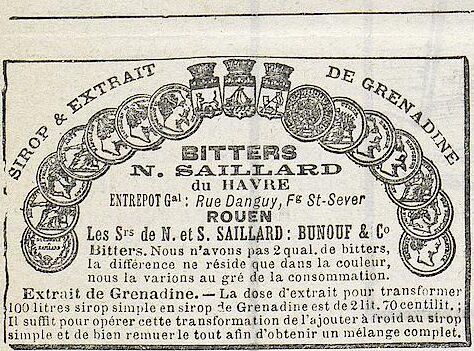 SIROP & EXTRAIT DE GRENADINE
BITTERS
N. SAILLARD
du HAVRE
ENTREPOT Gal : Rue Danguy, Fg St-Sever
ROUEN
Les Srs de N. et S. SAILLARD : BUNOUF & Co
Bitters. Nous n'avons pas 2 qual. de bitters,
la différence ne réside que dans la couleur,
nous la varions au gré de la consommation.
Extrait de Grenadine. — La dose d'extrait pour transformer
100 litres sirop simple en sirop de Grenadine est de 2 lit. 70 centilit. ;
Il suffit pour opérer cette transformation de l'ajouter à froid au sirop
simple et de bien remuer le tout afin d'obtenir un mélange complet.